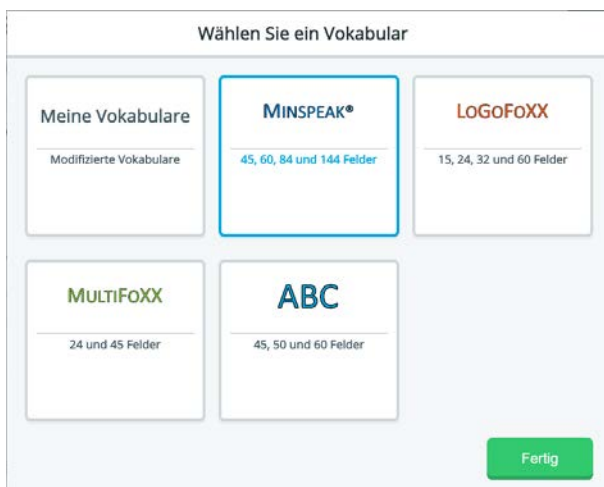 Wählen Sie ein Vokabular
Meine Vokabulare
Modifizierte Vokabulare
MINSPEAK®
45, 60, 84 und 144 Felder
LOGOFOXX
15, 24, 32 und 60 Felder
MULTIFOXX
24 und 45 Felder
ABC
45, 50 und 60 Felder
Fertig